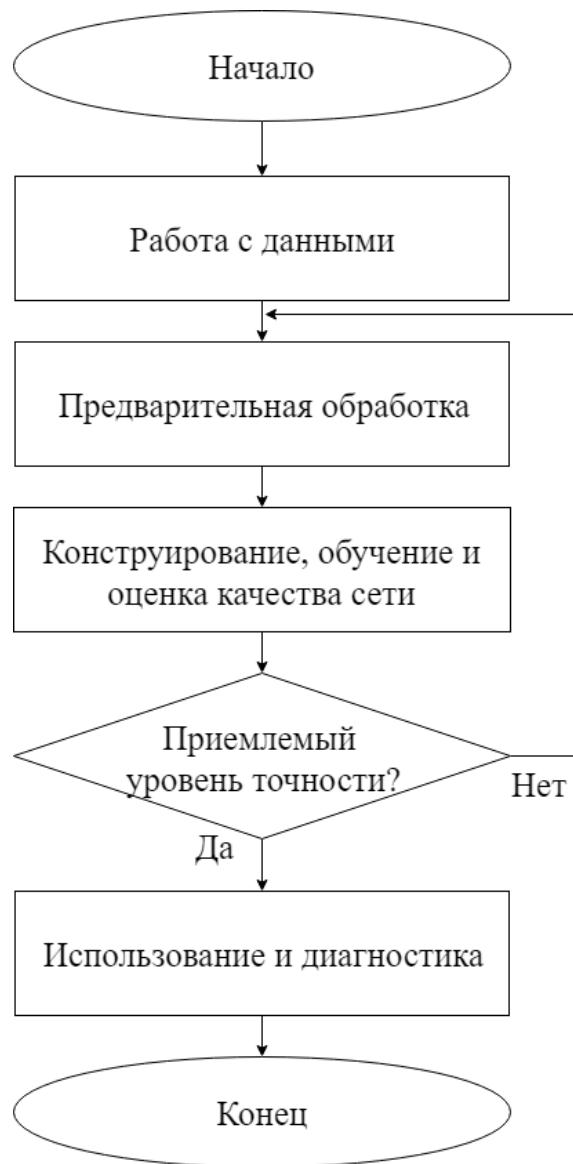 Начало
Работа с данными
Предварительная обработка
Конструирование, обучение и
оценка качества сети
Приемлемый
уровень точности?
Нет
Да
Использование и диагностика
Конец